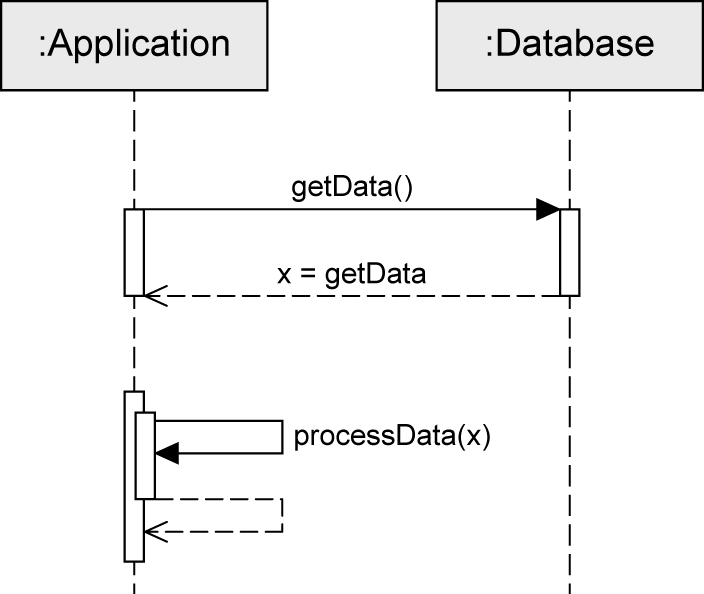 :Application
:Database
getData()
x = getData
processData(x)